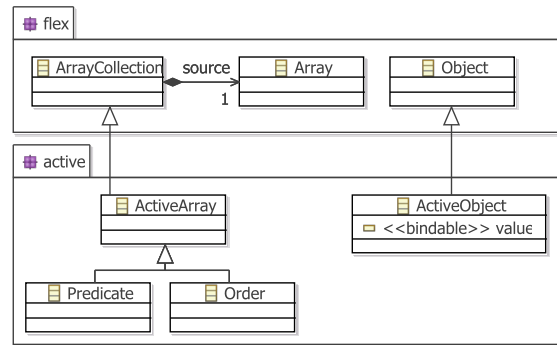 flex
ArrayCollection
source
1
Array
Object
active
ActiveArray
ActiveObject
<<bindable>> value
Predicate
Order